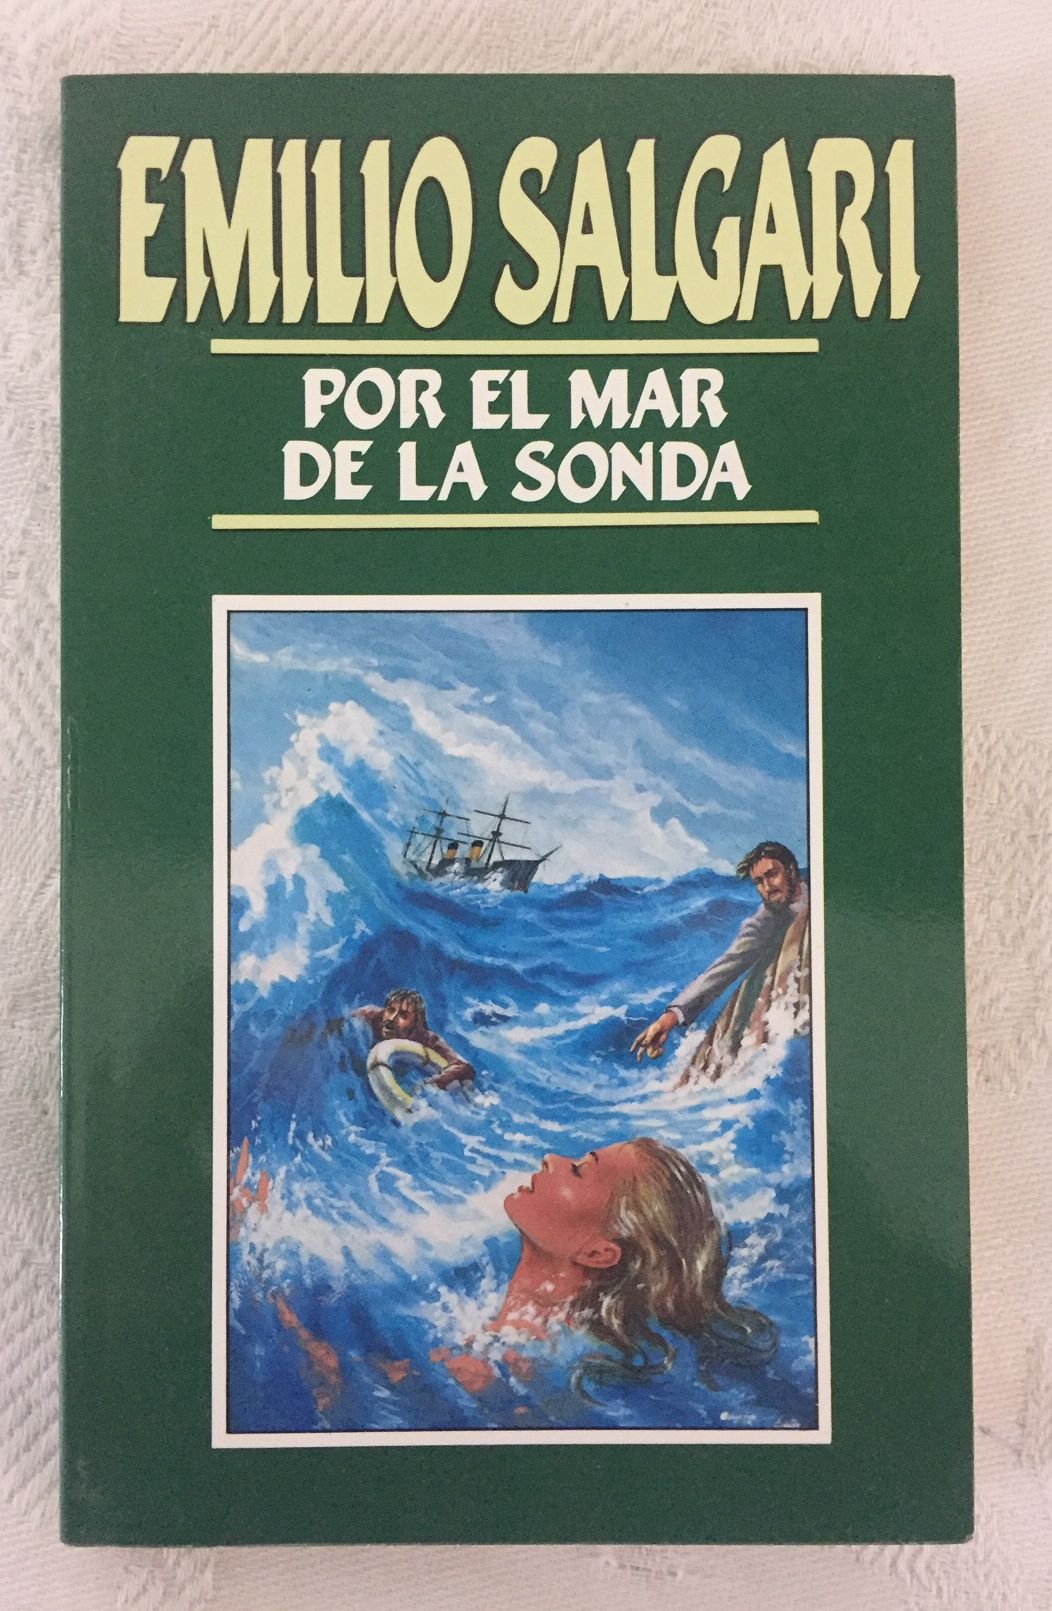 EMILIO SALGARI
POR EL MAR
DE LA SONDA